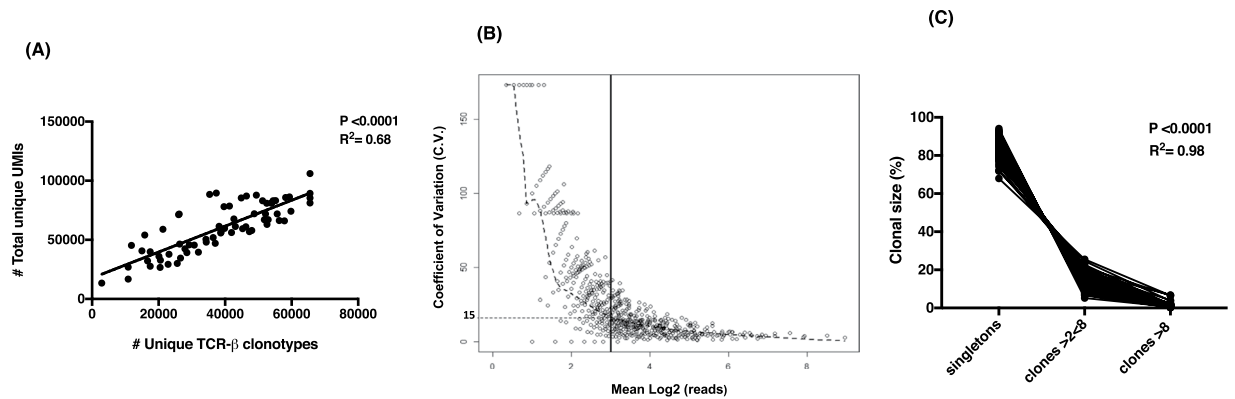 (A)
P <0.0001
R²= 0.68
# Total unique UMIs
150000
100000
50000
0
0 20000 40000 60000 80000
# Unique TCR-β clonotypes
(B)
Coefficient of Variation (C.V.)
150
100
50
15
0
0 2 4 6 8
Mean Log2 (reads)
(C)
P <0.0001
R²= 0.98
Clonal size (%)
100
80
60
40
20
0
singletons
clones >2<8
clones >8